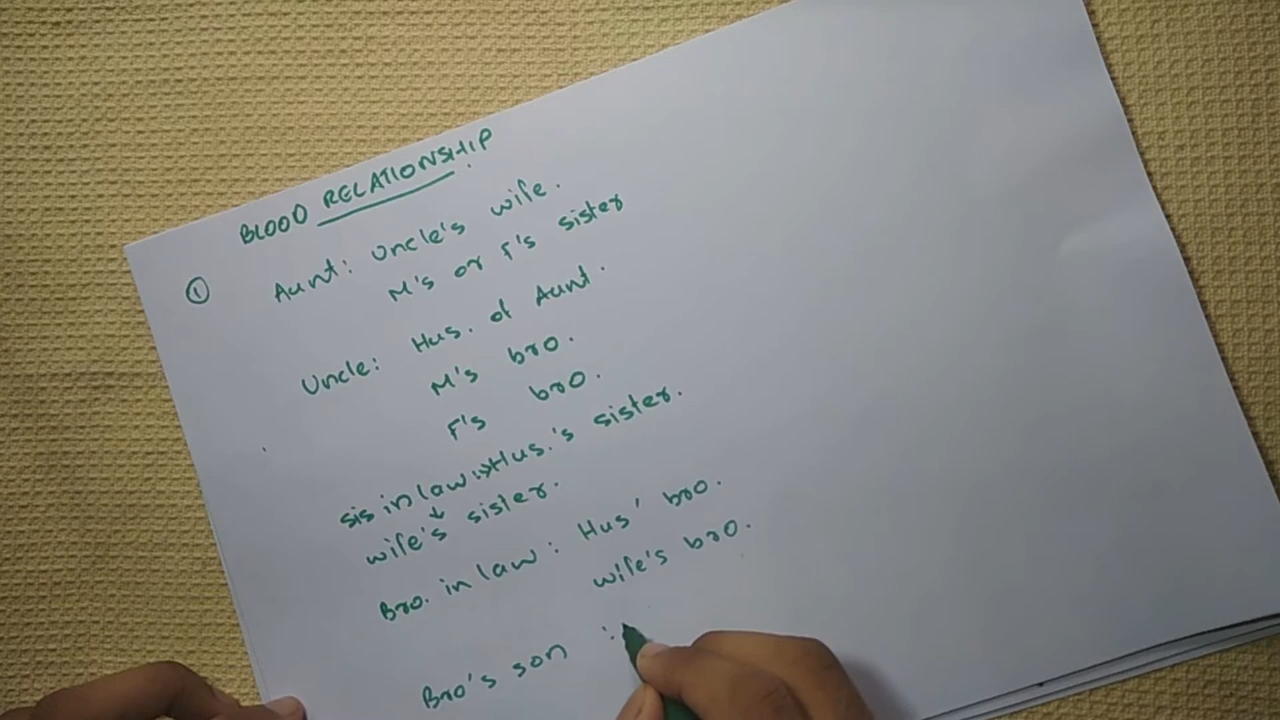 BLOOD RELATIONSHIP.
① Aunt: Uncle's wife.
M's or F's sister
Uncle: Hus. of Aunt.
M's bro.
F's bro.
sis in law → Hus.'s sister.
↓
wife's sister.
Bro. in law: Hus' bro.
wife's bro.
Bro's son :